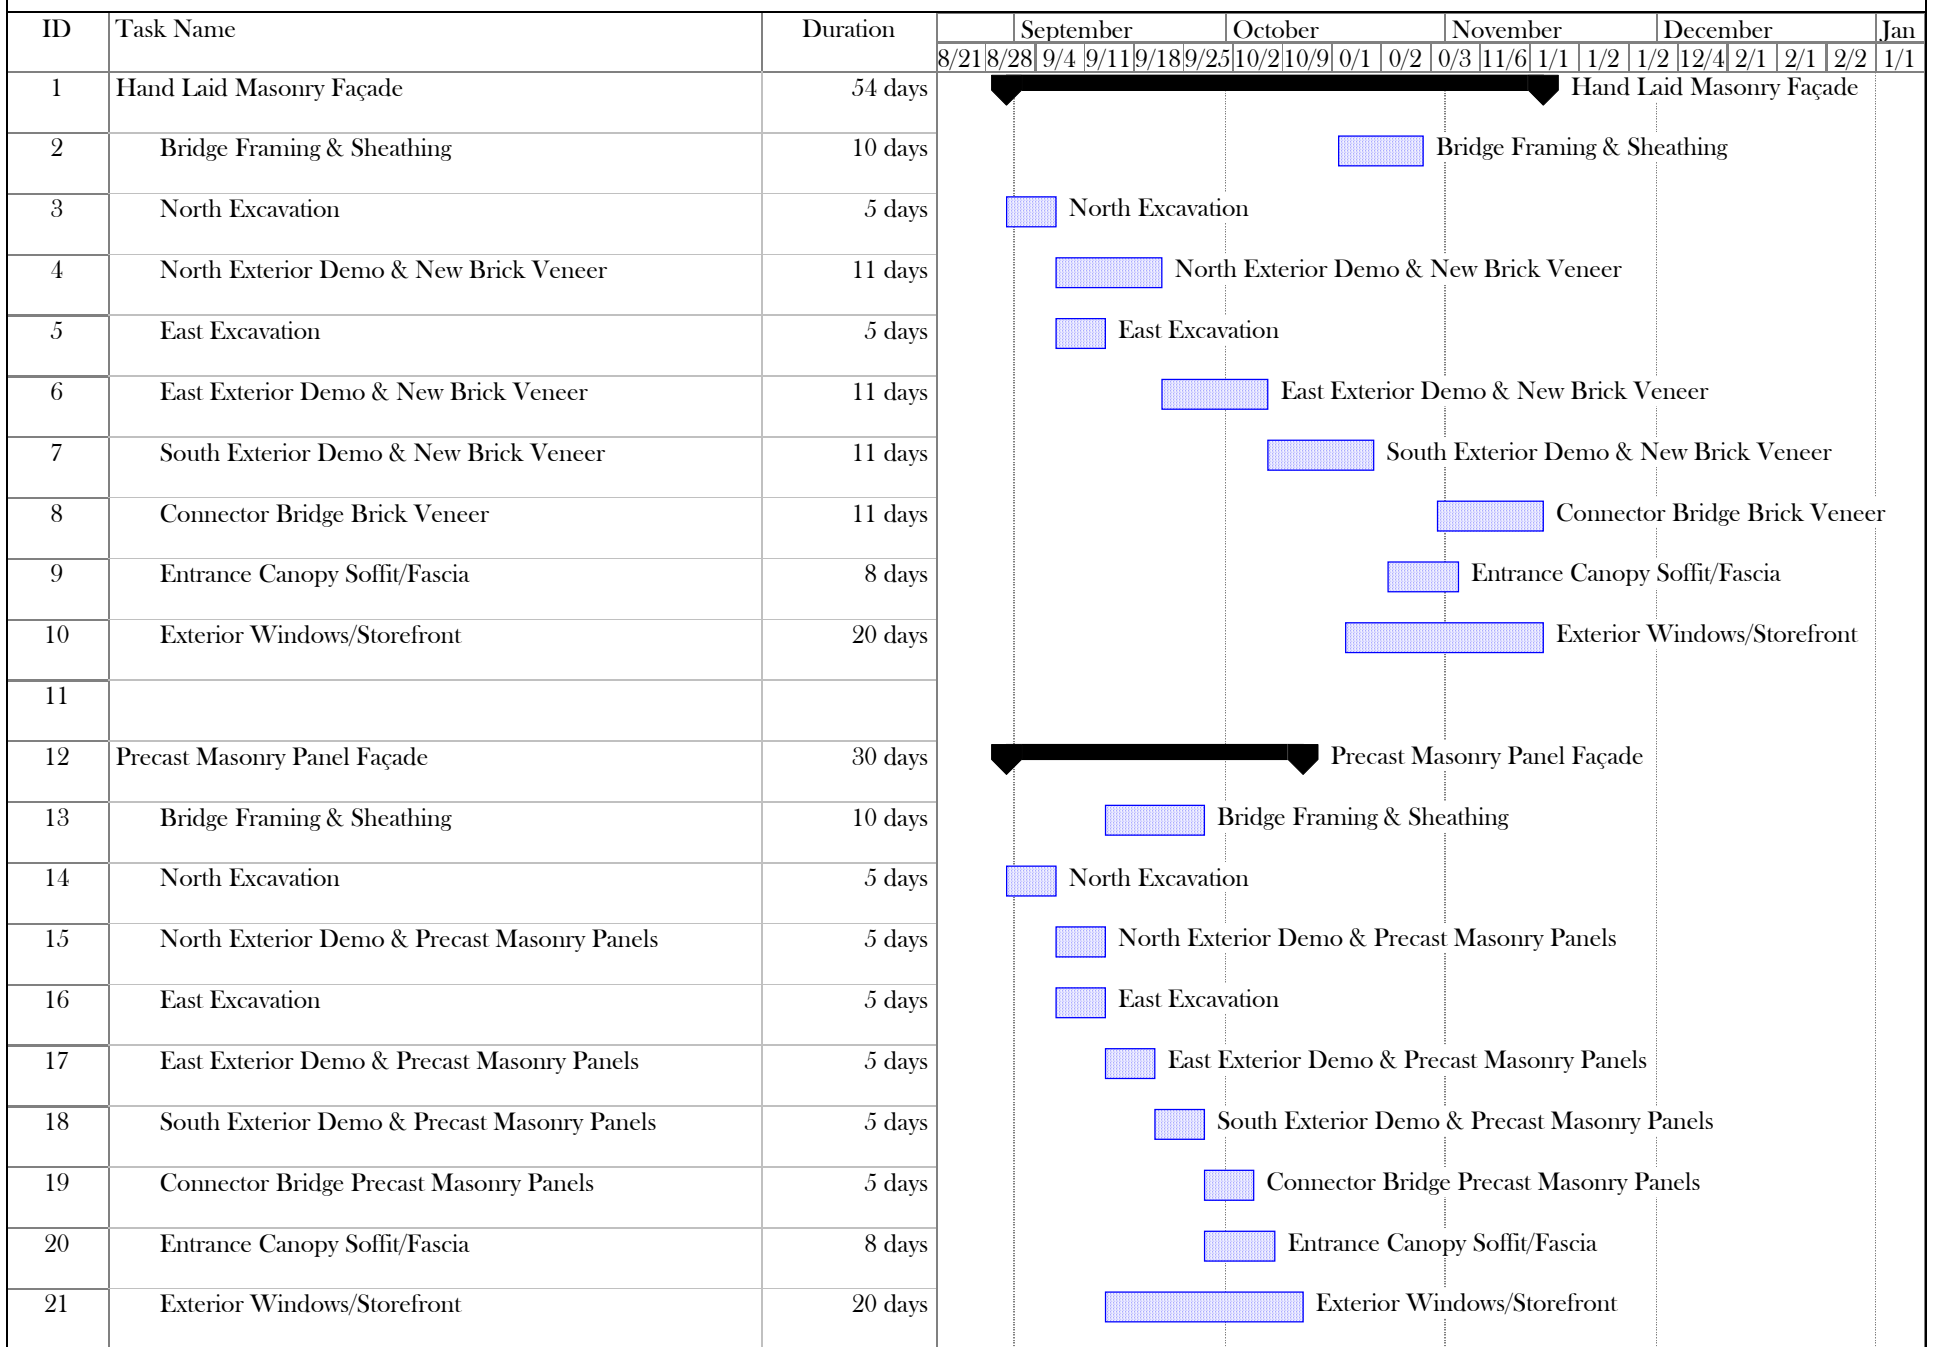 ID Task Name Duration September October November December Jan
8/21 8/28 9/4 9/11 9/18 9/25 10/2 10/9 0/1 0/2 0/3 11/6 1/1 1/2 1/2 12/4 2/1 2/1 2/2 1/1
1 Hand Laid Masonry Façade 54 days Hand Laid Masonry Façade
2 Bridge Framing & Sheathing 10 days Bridge Framing & Sheathing
3 North Excavation 5 days North Excavation
4 North Exterior Demo & New Brick Veneer 11 days North Exterior Demo & New Brick Veneer
5 East Excavation 5 days East Excavation
6 East Exterior Demo & New Brick Veneer 11 days East Exterior Demo & New Brick Veneer
7 South Exterior Demo & New Brick Veneer 11 days South Exterior Demo & New Brick Veneer
8 Connector Bridge Brick Veneer 11 days Connector Bridge Brick Veneer
9 Entrance Canopy Soffit/Fascia 8 days Entrance Canopy Soffit/Fascia
10 Exterior Windows/Storefront 20 days Exterior Windows/Storefront
11
12 Precast Masonry Panel Façade 30 days Precast Masonry Panel Façade
13 Bridge Framing & Sheathing 10 days Bridge Framing & Sheathing
14 North Excavation 5 days North Excavation
15 North Exterior Demo & Precast Masonry Panels 5 days North Exterior Demo & Precast Masonry Panels
16 East Excavation 5 days East Excavation
17 East Exterior Demo & Precast Masonry Panels 5 days East Exterior Demo & Precast Masonry Panels
18 South Exterior Demo & Precast Masonry Panels 5 days South Exterior Demo & Precast Masonry Panels
19 Connector Bridge Precast Masonry Panels 5 days Connector Bridge Precast Masonry Panels
20 Entrance Canopy Soffit/Fascia 8 days Entrance Canopy Soffit/Fascia
21 Exterior Windows/Storefront 20 days Exterior Windows/Storefront